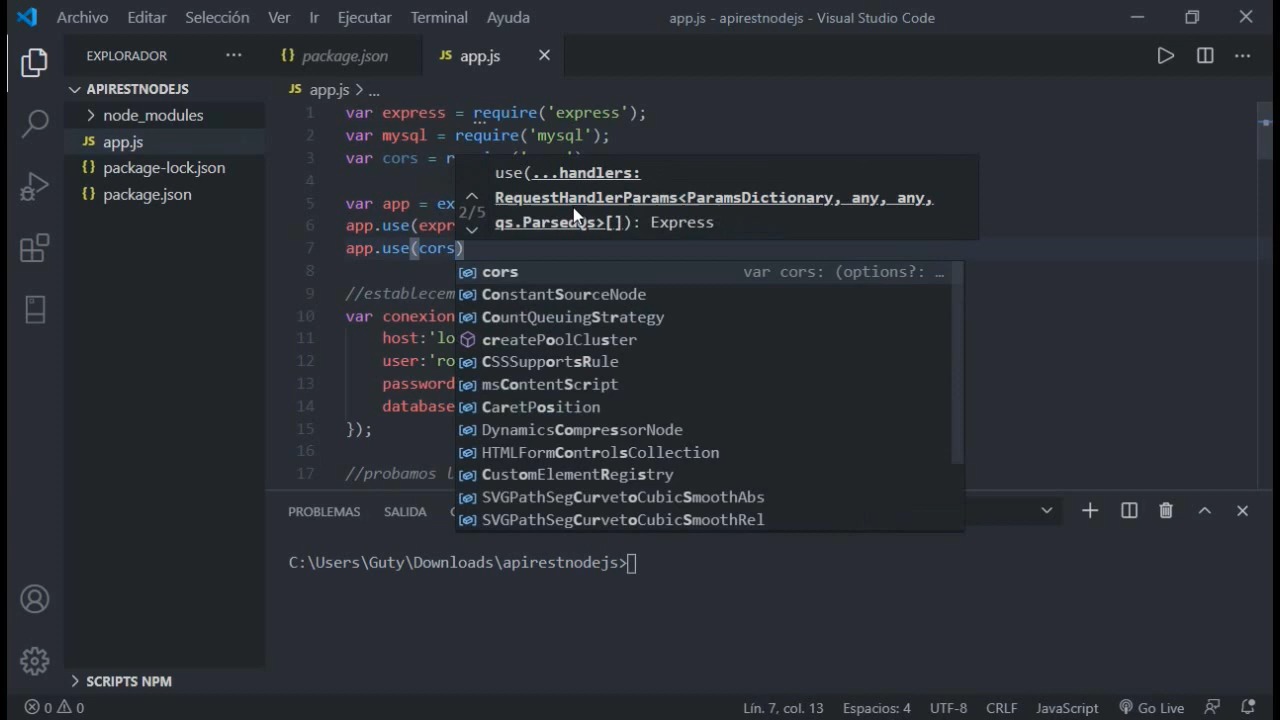 Archivo Editar Selección Ver Ir Ejecutar Terminal Ayuda app.js - apirestnodejs - Visual Studio Code
EXPLORADOR ... {} package.json JS app.js
APIRESTNODEJS JS app.js > ...
node_modules
JS app.js
{} package-lock.json
{} package.json
1 var express = require('express');
2 var mysql = require('mysql');
3 var cors = r
4
5 var app = ex
6 app.use(expr
7 app.use(cors)
8
9 //establecem
10 var conexion
11 host:'lo
12 user:'ro
13 password
14 database
15 });
16
17 //probamos l
use(...handlers:
RequestHandlerParams<ParamsDictionary, any, any,
2/5
qs.ParsedQs>[]): Express
cors var cors: (options?: …
ConstantSourceNode
CountQueuingStrategy
createPoolCluster
CSSSupportsRule
msContentScript
CaretPosition
DynamicsCompressorNode
HTMLFormControlsCollection
CustomElementRegistry
SVGPathSegCurvetoCubicSmoothAbs
SVGPathSegCurvetoCubicSmoothRel
PROBLEMAS SALIDA
C:\Users\Guty\Downloads\apirestnodejs>
SCRIPTS NPM
0 0 Lín. 7, col. 13 Espacios: 4 UTF-8 CRLF JavaScript Go Live